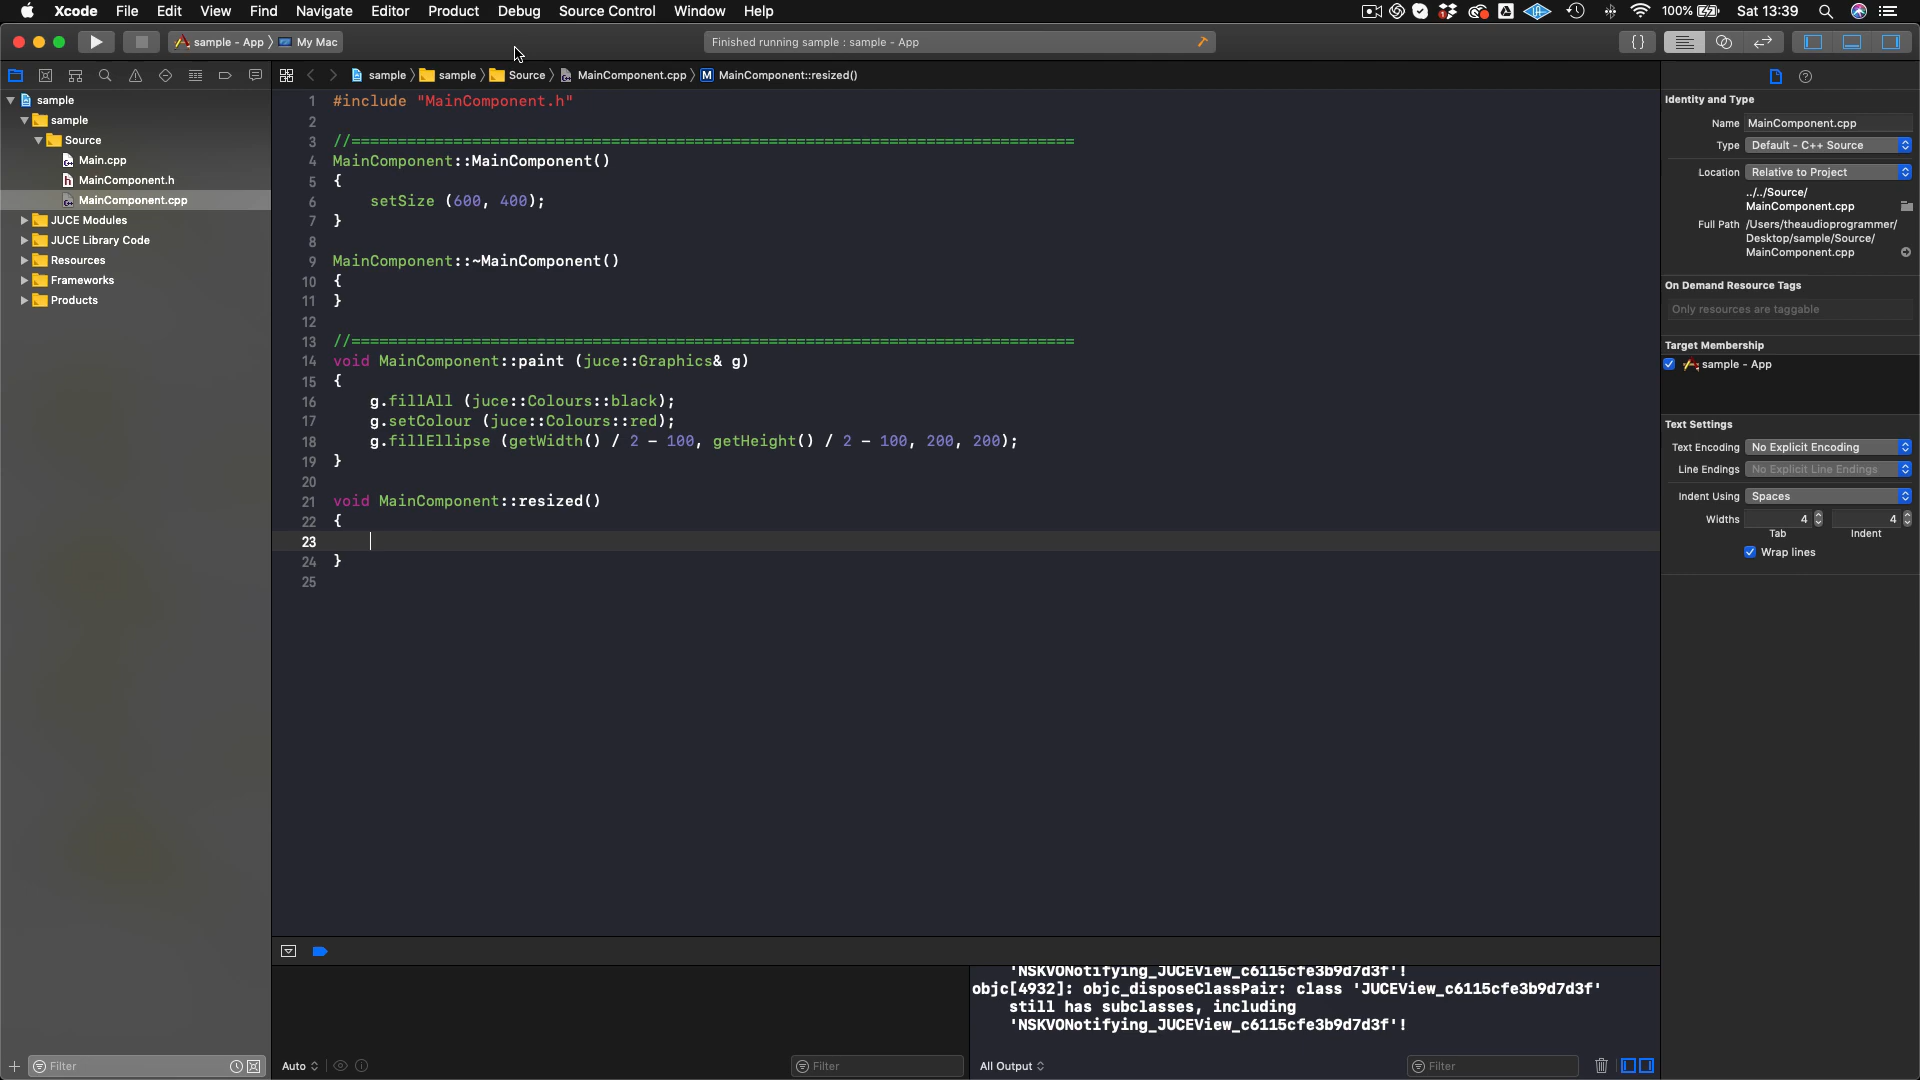 Xcode File Edit View Find Navigate Editor Product Debug Source Control Window Help 100% Sat 13:39
sample - App My Mac Finished running sample : sample - App {}
sample sample Source MainComponent.cpp M MainComponent::resized()
sample
sample
Source
Main.cpp
MainComponent.h
MainComponent.cpp
JUCE Modules
JUCE Library Code
Resources
Frameworks
Products
Filter
1 #include "MainComponent.h"
2
3 //==============================================================================
4 MainComponent::MainComponent()
5 {
6 setSize (600, 400);
7 }
8
9 MainComponent::~MainComponent()
10 {
11 }
12
13 //==============================================================================
14 void MainComponent::paint (juce::Graphics& g)
15 {
16 g.fillAll (juce::Colours::black);
17 g.setColour (juce::Colours::red);
18 g.fillEllipse (getWidth() / 2 - 100, getHeight() / 2 - 100, 200, 200);
19 }
20
21 void MainComponent::resized()
22 {
23
24 }
25
Auto
Filter
'NSKVONotifying_JUCEView_c6115cfe3b9d7d3f'!
objc[4932]: objc_disposeClassPair: class 'JUCEView_c6115cfe3b9d7d3f'
still has subclasses, including
'NSKVONotifying_JUCEView_c6115cfe3b9d7d3f'!
All Output
Filter
Identity and Type
Name MainComponent.cpp
Type Default - C++ Source
Location Relative to Project
../../Source/
MainComponent.cpp
Full Path /Users/theaudioprogrammer/
Desktop/sample/Source/
MainComponent.cpp
On Demand Resource Tags
Only resources are taggable
Target Membership
sample - App
Text Settings
Text Encoding No Explicit Encoding
Line Endings No Explicit Line Endings
Indent Using Spaces
Widths 4 4
Tab Indent
Wrap lines